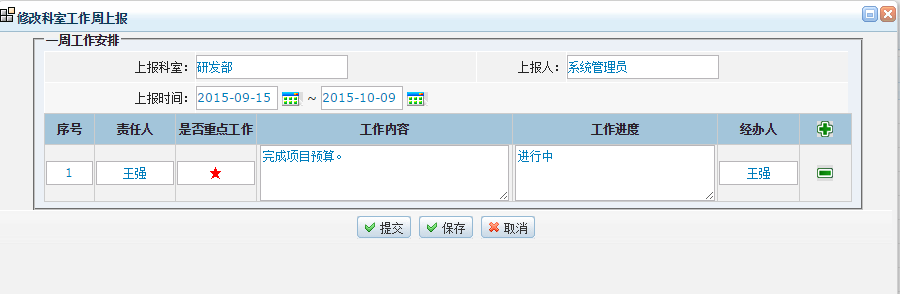 修改科室工作周上报
一周工作安排
上报科室： 研发部 上报人： 系统管理员
上报时间： 2015-09-15 ~ 2015-10-09
序号 责任人 是否重点工作 工作内容 工作进度 经办人
1 王强 ★ 完成项目预算。 进行中 王强
提交 保存 取消